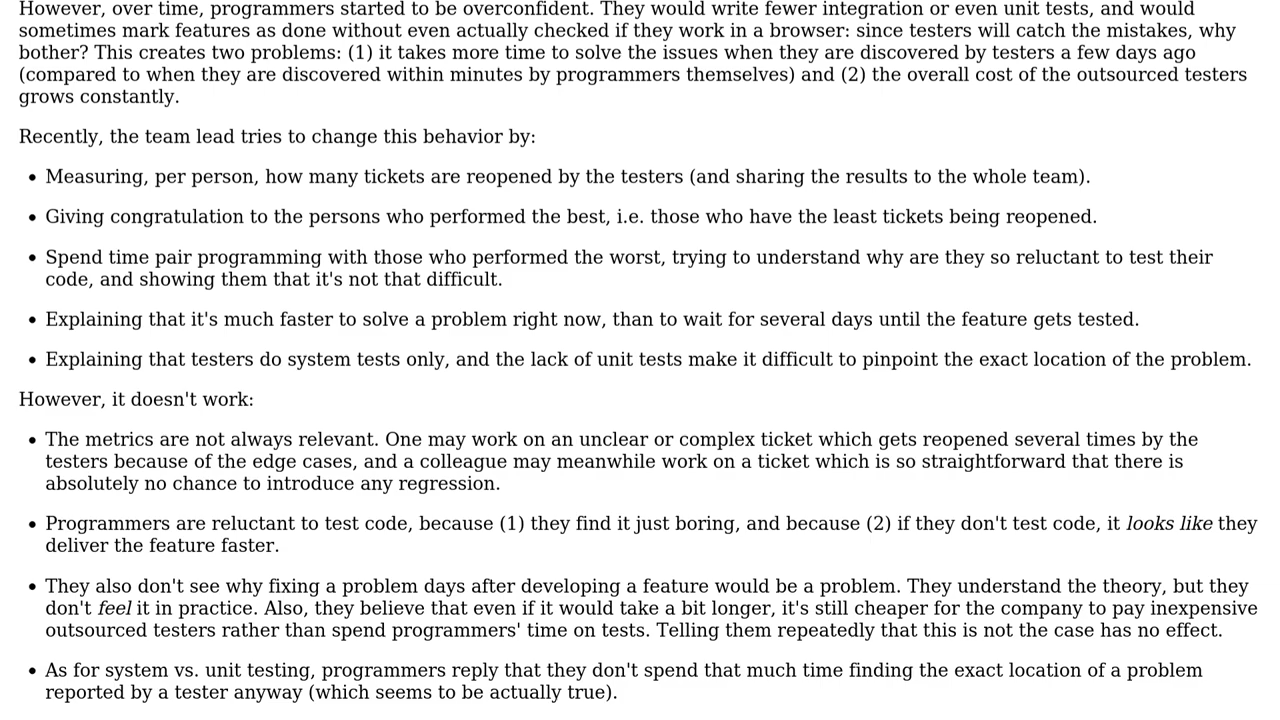 However, over time, programmers started to be overconfident. They would write fewer integration or even unit tests, and would
sometimes mark features as done without even actually checked if they work in a browser: since testers will catch the mistakes, why
bother? This creates two problems: (1) it takes more time to solve the issues when they are discovered by testers a few days ago
(compared to when they are discovered within minutes by programmers themselves) and (2) the overall cost of the outsourced testers
grows constantly.
Recently, the team lead tries to change this behavior by:
• Measuring, per person, how many tickets are reopened by the testers (and sharing the results to the whole team).
• Giving congratulation to the persons who performed the best, i.e. those who have the least tickets being reopened.
• Spend time pair programming with those who performed the worst, trying to understand why are they so reluctant to test their
code, and showing them that it's not that difficult.
• Explaining that it's much faster to solve a problem right now, than to wait for several days until the feature gets tested.
• Explaining that testers do system tests only, and the lack of unit tests make it difficult to pinpoint the exact location of the problem.
However, it doesn't work:
• The metrics are not always relevant. One may work on an unclear or complex ticket which gets reopened several times by the
testers because of the edge cases, and a colleague may meanwhile work on a ticket which is so straightforward that there is
absolutely no chance to introduce any regression.
• Programmers are reluctant to test code, because (1) they find it just boring, and because (2) if they don't test code, it looks like they
deliver the feature faster.
• They also don't see why fixing a problem days after developing a feature would be a problem. They understand the theory, but they
don't feel it in practice. Also, they believe that even if it would take a bit longer, it's still cheaper for the company to pay inexpensive
outsourced testers rather than spend programmers' time on tests. Telling them repeatedly that this is not the case has no effect.
• As for system vs. unit testing, programmers reply that they don't spend that much time finding the exact location of a problem
reported by a tester anyway (which seems to be actually true).